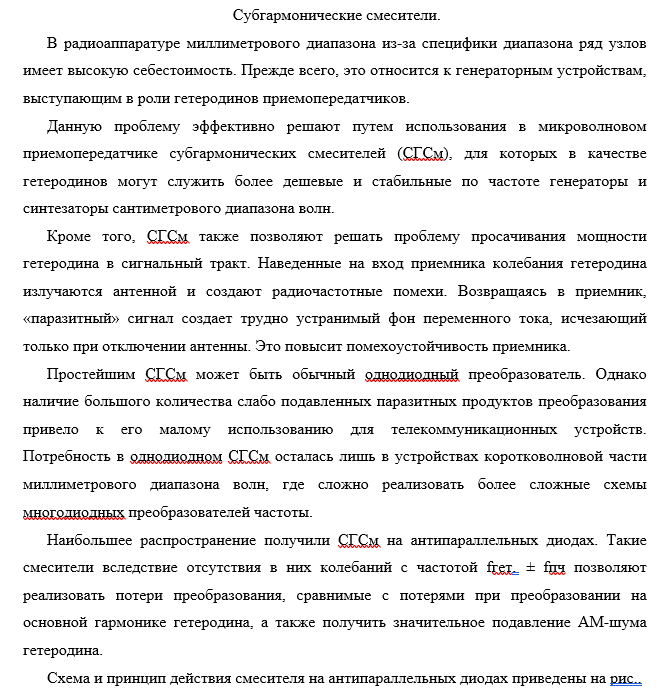 Субгармонические смесители.
В радиоаппаратуре миллиметрового диапазона из-за специфики диапазона ряд узлов
имеет высокую себестоимость. Прежде всего, это относится к генераторным устройствам,
выступающим в роли гетеродинов приемопередатчиков.
Данную проблему эффективно решают путем использования в микроволновом
приемопередатчике субгармонических смесителей (СГСм), для которых в качестве
гетеродинов могут служить более дешевые и стабильные по частоте генераторы и
синтезаторы сантиметрового диапазона волн.
Кроме того, СГСм также позволяют решать проблему просачивания мощности
гетеродина в сигнальный тракт. Наведенные на вход приемника колебания гетеродина
излучаются антенной и создают радиочастотные помехи. Возвращаясь в приемник,
«паразитный» сигнал создает трудно устранимый фон переменного тока, исчезающий
только при отключении антенны. Это повысит помехоустойчивость приемника.
Простейшим СГСм может быть обычный однодиодный преобразователь. Однако
наличие большого количества слабо подавленных паразитных продуктов преобразования
привело к его малому использованию для телекоммуникационных устройств.
Потребность в однодиодном СГСм осталась лишь в устройствах коротковолновой части
миллиметрового диапазона волн, где сложно реализовать более сложные схемы
многодиодных преобразователей частоты.
Наибольшее распространение получили СГСм на антипараллельных диодах. Такие
смесители вследствие отсутствия в них колебаний с частотой fгет. ± fпч позволяют
реализовать потери преобразования, сравнимые с потерями при преобразовании на
основной гармонике гетеродина, а также получить значительное подавление АМ-шума
гетеродина.
Схема и принцип действия смесителя на антипараллельных диодах приведены на рис..